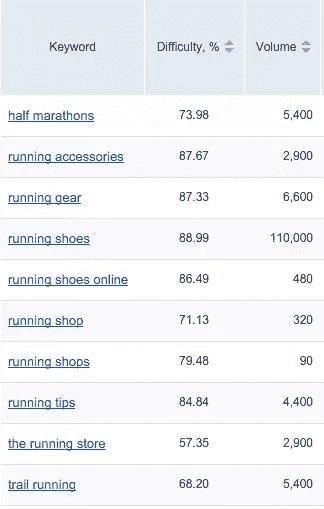 Keyword Difficulty, % Volume
half marathons 73.98 5,400
running accessories 87.67 2,900
running gear 87.33 6,600
running shoes 88.99 110,000
running shoes online 86.49 480
running shop 71.13 320
running shops 79.48 90
running tips 84.84 4,400
the running store 57.35 2,900
trail running 68.20 5,400